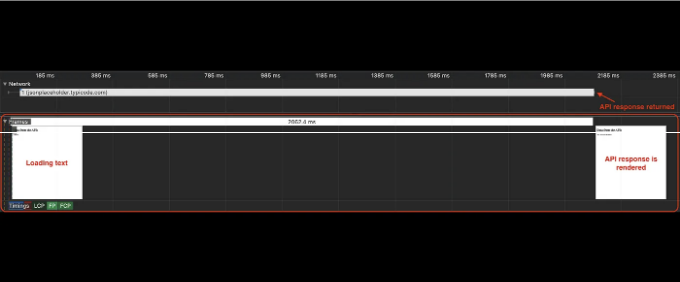 185 ms 385 ms 585 ms 785 ms 985 ms 1185 ms 1385 ms 1585 ms 1785 ms 1985 ms 2185 ms 2385 ms
Network
1 (jsonplaceholder.typicode.com)
API response returned
Frames
2062.4 ms
Loading text
API response is
rendered
Timings LCP FP FCP